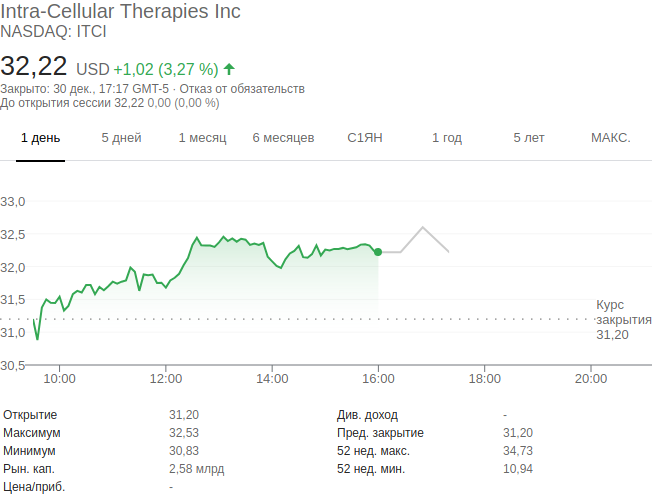 Intra-Cellular Therapies Inc
NASDAQ: ITCI
32,22 USD +1,02 (3,27 %)
Закрыто: 30 дек., 17:17 GMT-5 · Отказ от обязательств
До открытия сессии 32,22 0,00 (0,00 %)
1 день 5 дней 1 месяц 6 месяцев С1ЯН 1 год 5 лет МАКС.
33,0
32,5
32,0
31,5
Курс
закрытия
31,20
31,0
30,5
10:00 12:00 14:00 16:00 18:00 20:00
Открытие 31,20 Див. доход -
Максимум 32,53 Пред. закрытие 31,20
Минимум 30,83 52 нед. макс. 34,73
Рын. кап. 2,58 млрд 52 нед. мин. 10,94
Цена/приб. -